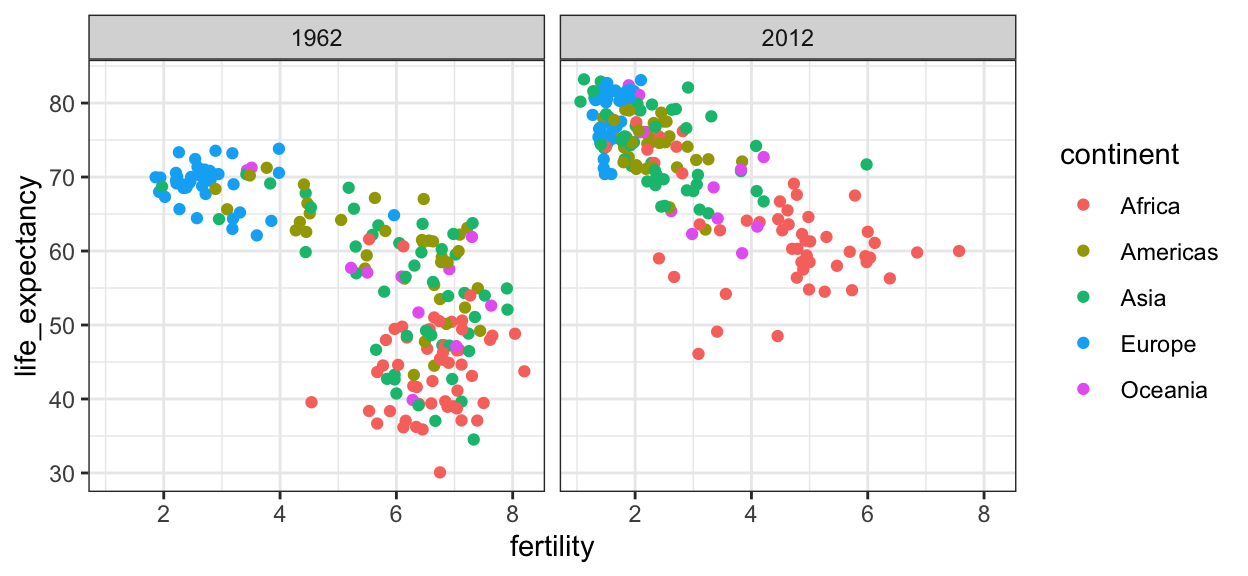 1962 2012
life_expectancy
80
70
60
50
40
30
2 4 6 8 2 4 6 8
fertility
continent
Africa
Americas
Asia
Europe
Oceania